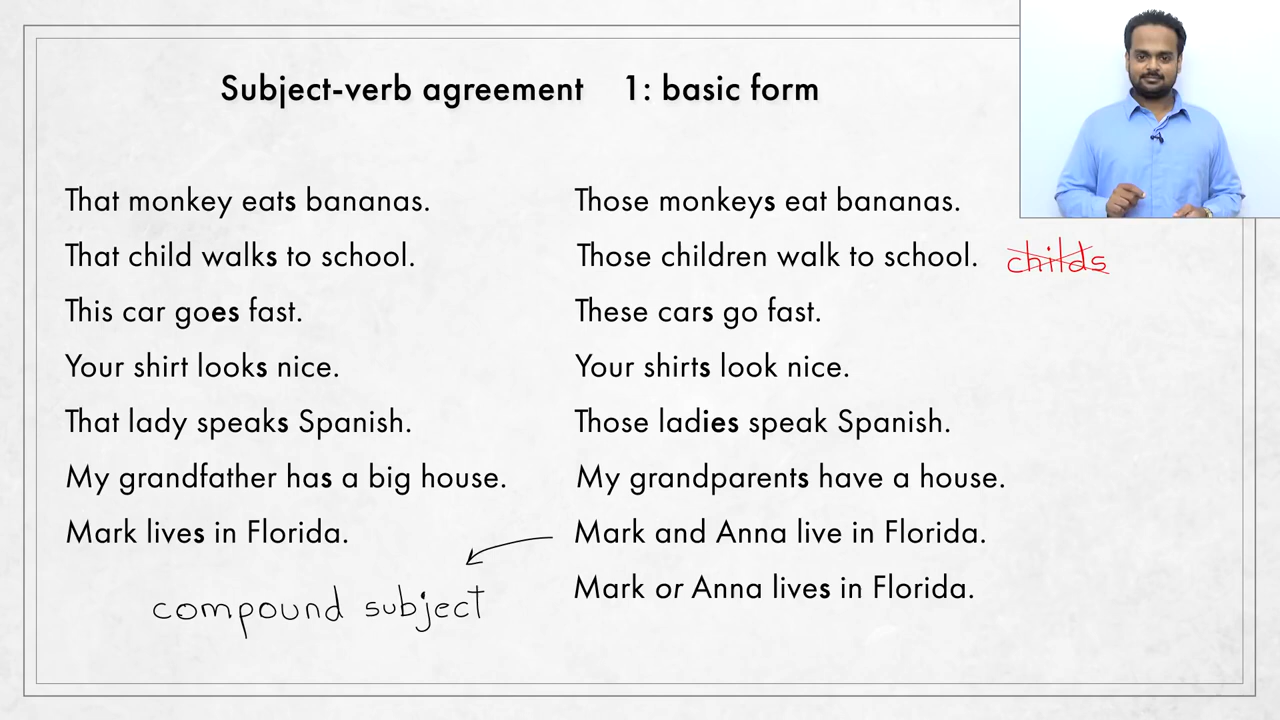 Subject-verb agreement 1: basic form
That monkey eats bananas.
That child walks to school.
This car goes fast.
Your shirt looks nice.
That lady speaks Spanish.
My grandfather has a big house.
Mark lives in Florida.
compound subject
Those monkeys eat bananas.
Those children walk to school. childs
These cars go fast.
Your shirts look nice.
Those ladies speak Spanish.
My grandparents have a house.
Mark and Anna live in Florida.
Mark or Anna lives in Florida.